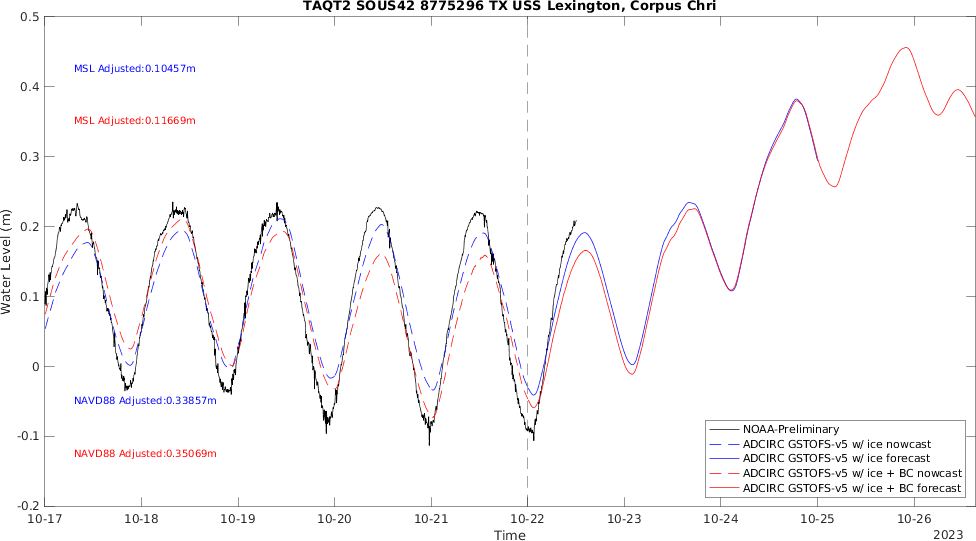 TAQT2 SOUS42 8775296 TX USS Lexington, Corpus Chri
0.5
0.4
0.3
0.2
0.1
0
-0.1
-0.2
Water Level (m)
MSL Adjusted:0.10457m
MSL Adjusted:0.11669m
NAVD88 Adjusted:0.33857m
NAVD88 Adjusted:0.35069m
NOAA-Preliminary
ADCIRC GSTOFS-v5 w/ ice nowcast
ADCIRC GSTOFS-v5 w/ ice forecast
ADCIRC GSTOFS-v5 w/ ice + BC nowcast
ADCIRC GSTOFS-v5 w/ ice + BC forecast
10-17 10-18 10-19 10-20 10-21 10-22 10-23 10-24 10-25 10-26
Time
2023